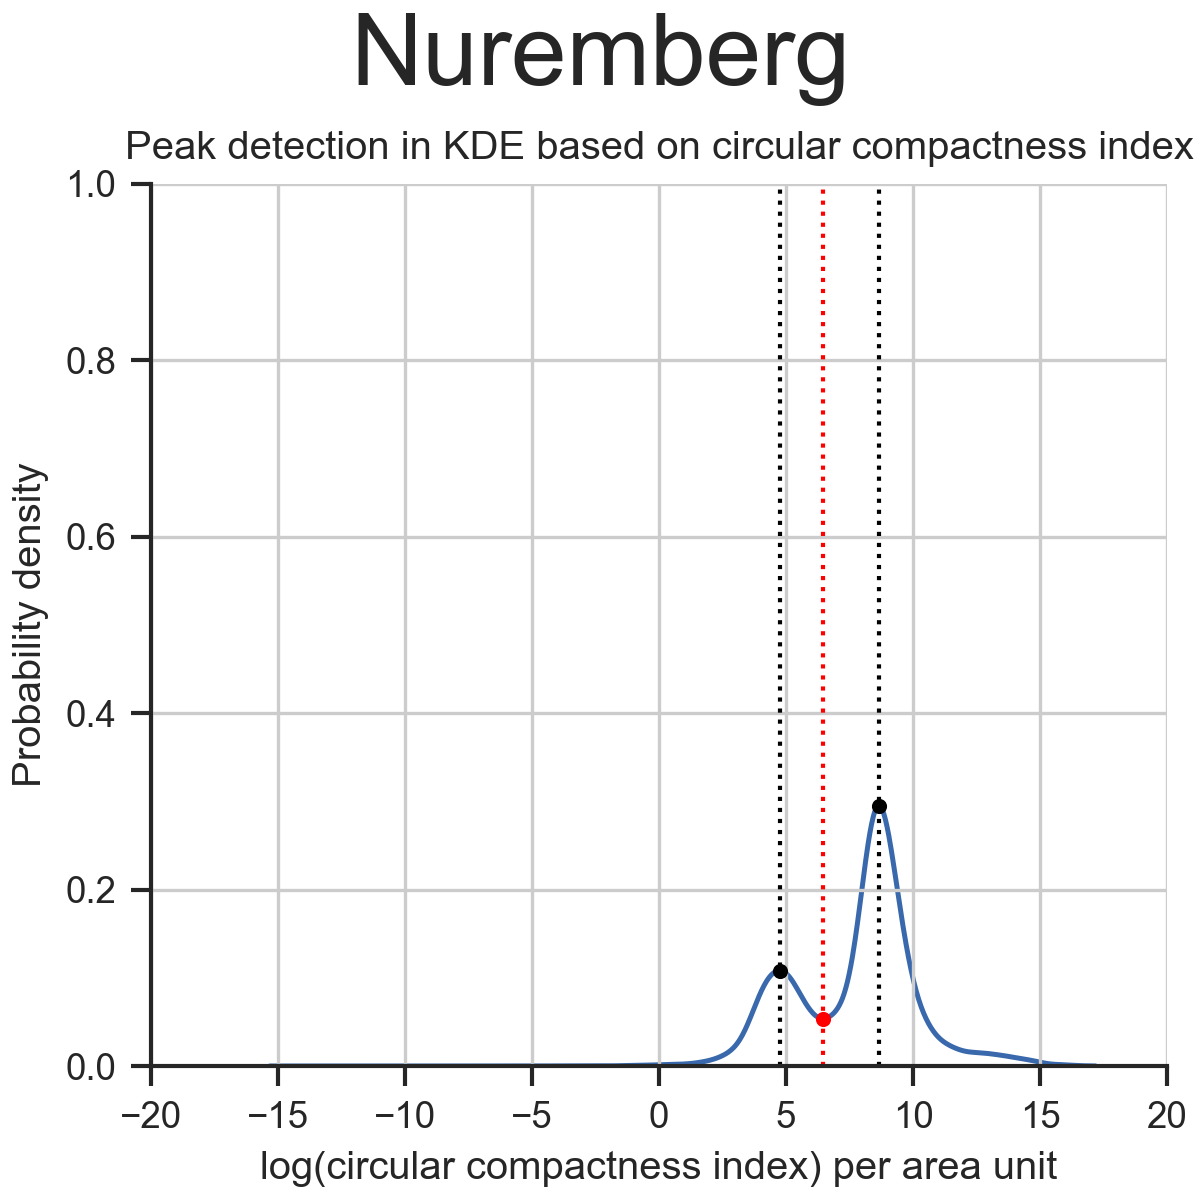 Nuremberg
Peak detection in KDE based on circular compactness index
1.0
0.8
0.6
0.4
0.2
0.0
Probability density
−20 −15 −10 −5 0 5 10 15 20
log(circular compactness index) per area unit